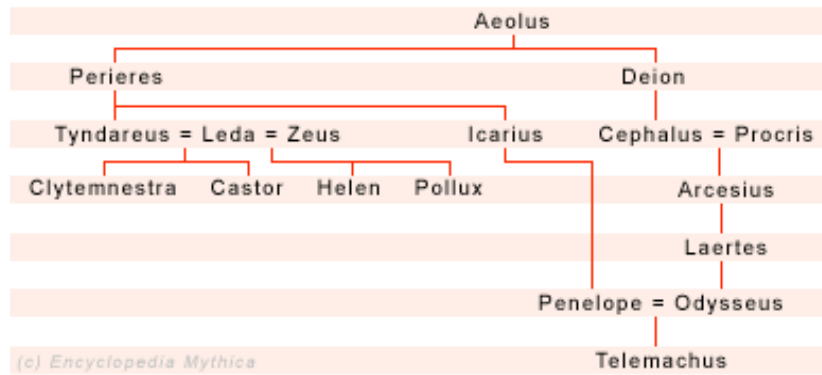 Aeolus
Perieres Deion
Tyndareus = Leda = Zeus Icarius Cephalus = Procris
Clytemnestra Castor Helen Pollux Arcesius
Laertes
Penelope = Odysseus
(c) Encyclopedia Mythica Telemachus